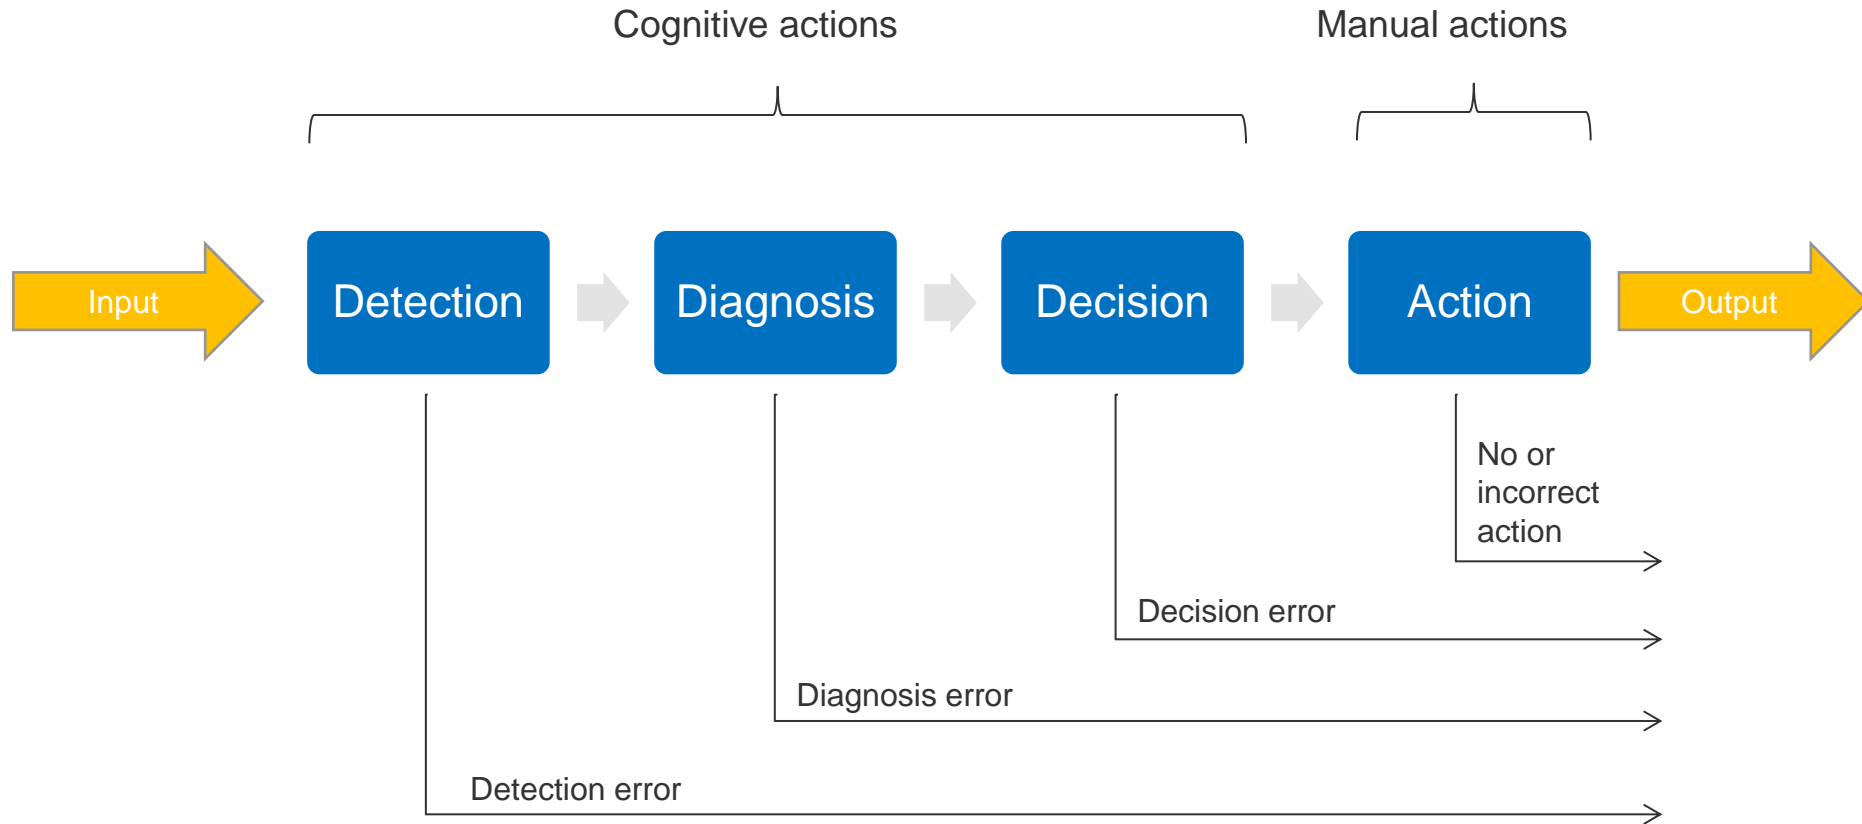 Cognitive actions
Manual actions
Input
Detection
Diagnosis
Decision
Action
Output
No or
incorrect
action
Decision error
Diagnosis error
Detection error